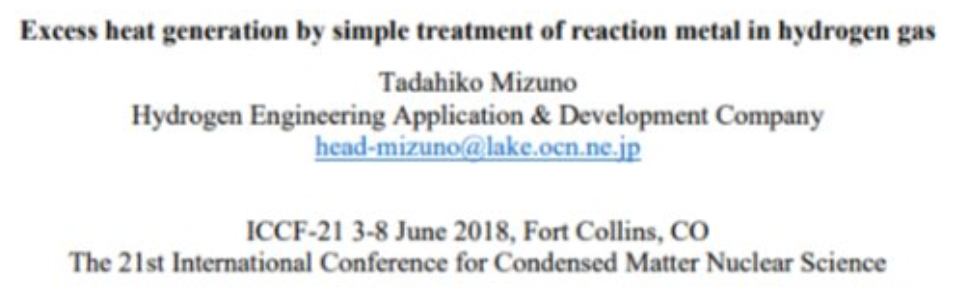 Excess heat generation by simple treatment of reaction metal in hydrogen gas
Tadahiko Mizuno
Hydrogen Engineering Application & Development Company
head-mizuno@lake.ocn.ne.jp
ICCF-21 3-8 June 2018, Fort Collins, CO
The 21st International Conference for Condensed Matter Nuclear Science